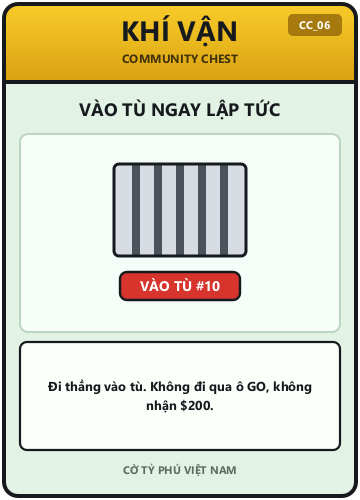 KHÍ VẬN
CC_06
COMMUNITY CHEST
VÀO TÙ NGAY LẬP TỨC
VÀO TÙ #10
Đi thẳng vào tù. Không đi qua ô GO, không
nhận $200.
CỜ TỶ PHÚ VIỆT NAM